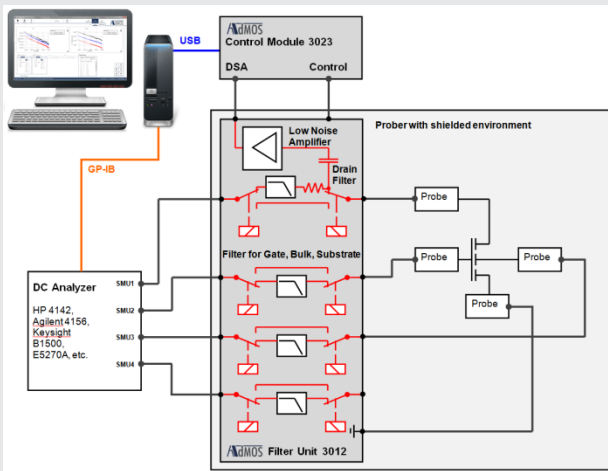 AdMOS
Control Module 3023
DSA
Control
USB
GP-IB
Prober with shielded environment
Low Noise
Amplifier
Drain
Filter
Probe
Filter for Gate, Bulk, Substrate
Probe
Probe
Probe
DC Analyzer
HP 4142,
Agilent4156,
Keysight
B1500,
E5270A, etc.
SMU1
SMU2
SMU3
SMU4
AdMOS Filter Unit 3012